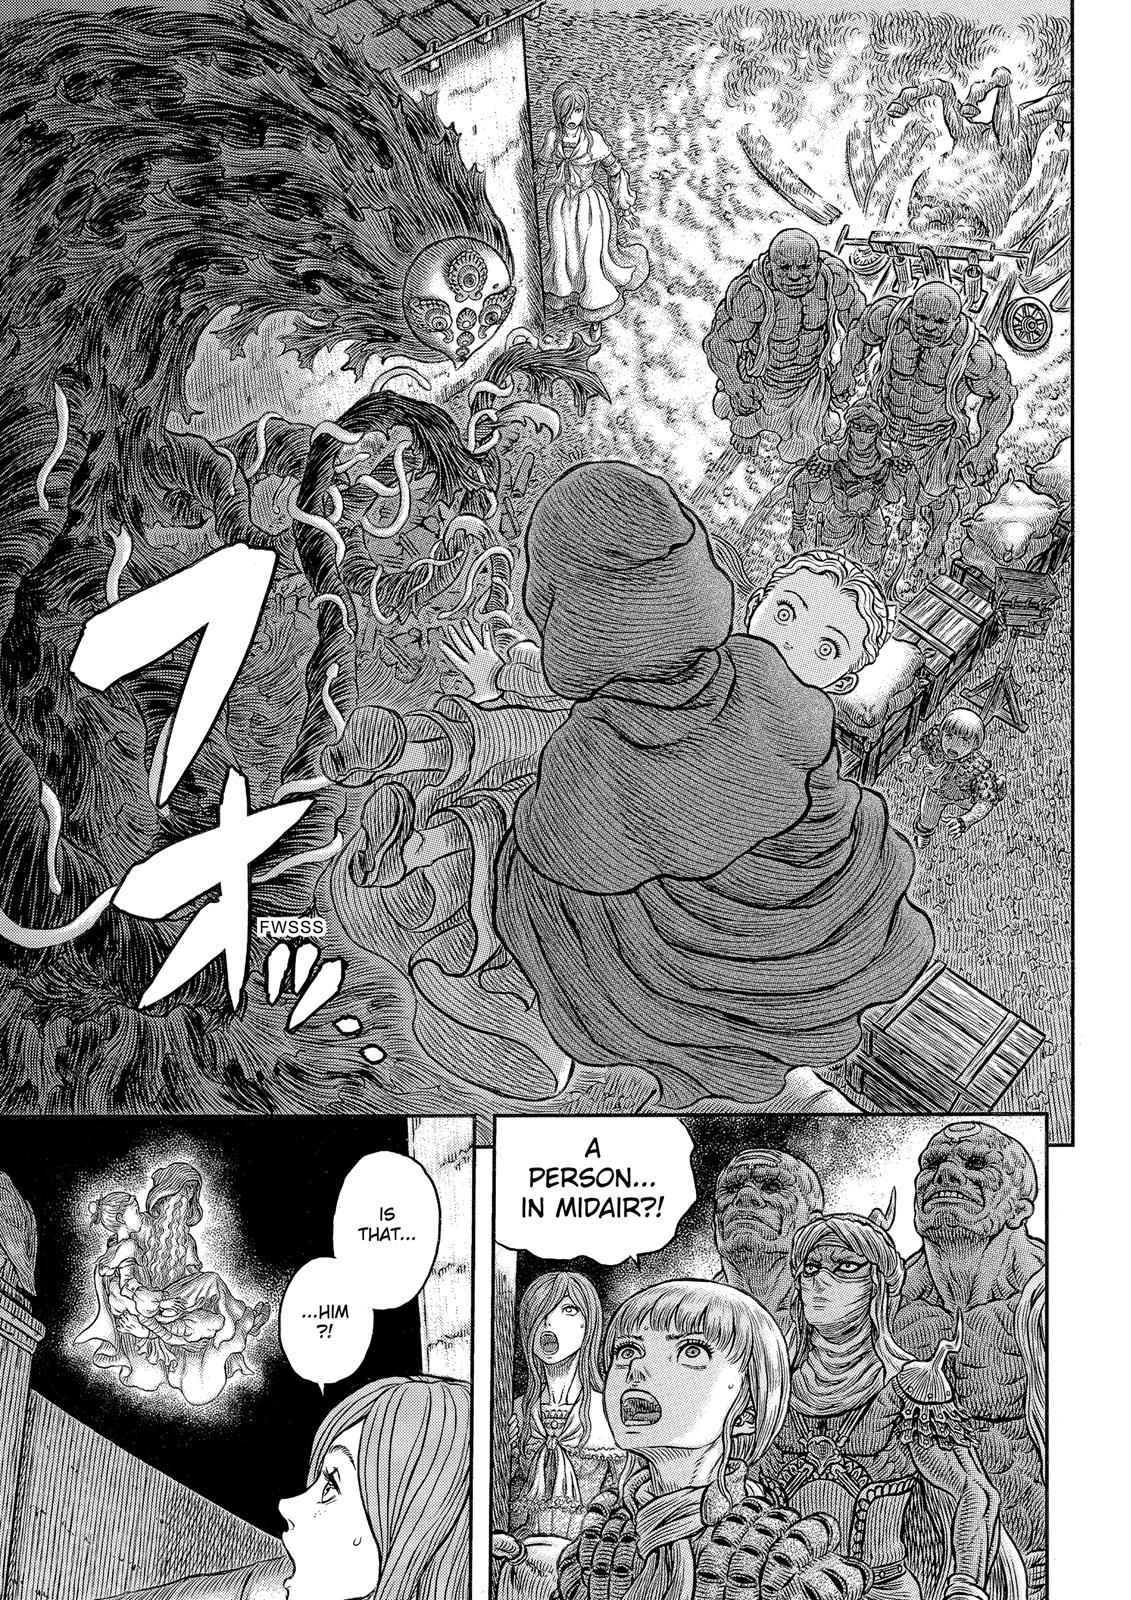 フオッ…
FWSSS
A
PERSON...
IN MIDAIR?!
IS
THAT...
...HIM
?!